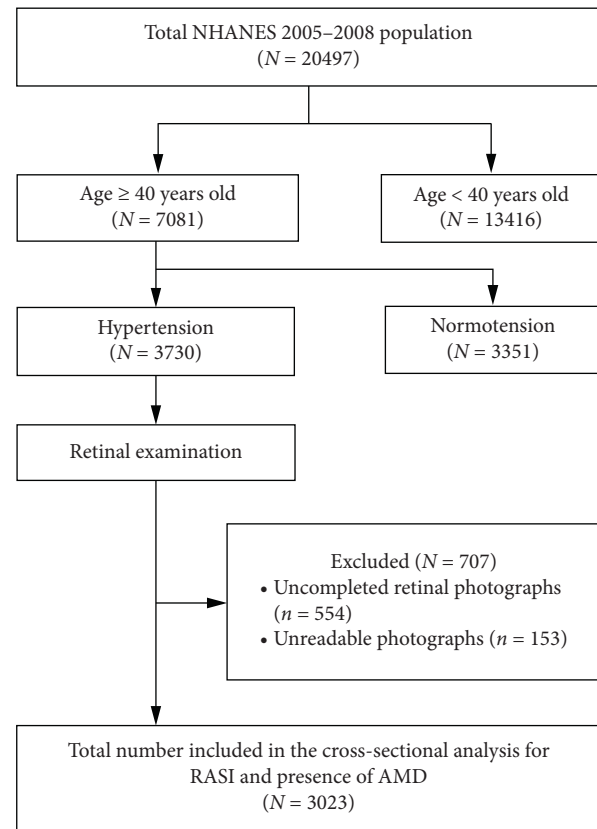 Total NHANES 2005–2008 population
(N = 20497)
Age ≥ 40 years old
(N = 7081)
Age < 40 years old
(N = 13416)
Hypertension
(N = 3730)
Normotension
(N = 3351)
Retinal examination
Excluded (N = 707)
• Uncompleted retinal photographs
(n = 554)
• Unreadable photographs (n = 153)
Total number included in the cross-sectional analysis for
RASI and presence of AMD
(N = 3023)